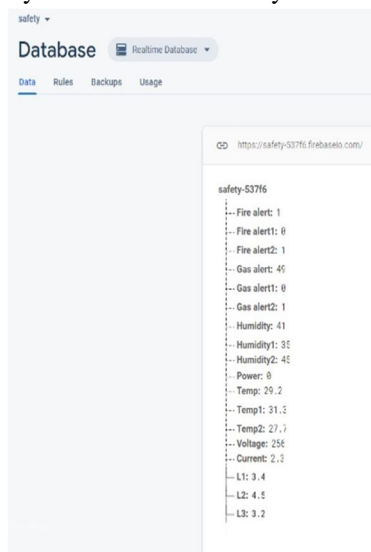 safety
Database Realtime Database
Data Rules Backups Usage
https://safety-537f6.firebaseio.com/
safety-537f6
Fire alert: 1
Fire alert1: 0
Fire alert2: 1
Gas alert: 49
Gas alert1: 0
Gas alert2: 1
Humidity: 41
Humidity1: 35
Humidity2: 45
Power: 0
Temp: 29.2
Temp1: 31.3
Temp2: 27.7
Voltage: 256
Current: 2.3
L1: 3.4
L2: 4.5
L3: 3.2